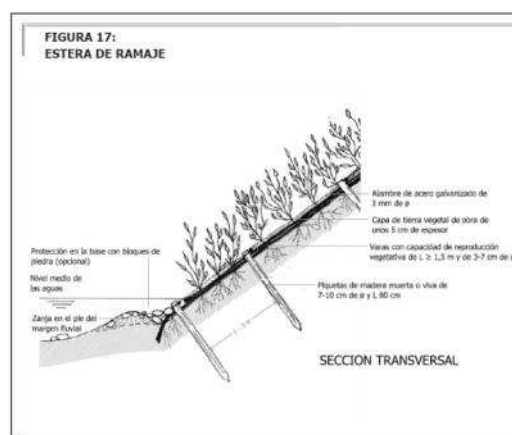 FIGURA 17:
ESTERA DE RAMAJE
Alambre de acero galvanizado de
3 mm de ø
Capa de tierra vegetal de obra de
unos 5 cm de espesor
Varas con capacidad de reproducción
vegetativa de L ≥ 1,5 m y de 3-7 cm de ø
Piquetas de madera muerta o viva de
7-10 cm de ø y L 80 cm
Protección en la base con bloques de
piedra (opcional)
Nivel medio de
las aguas
Zanja en el pie del
margen fluvial
SECCION TRANSVERSAL